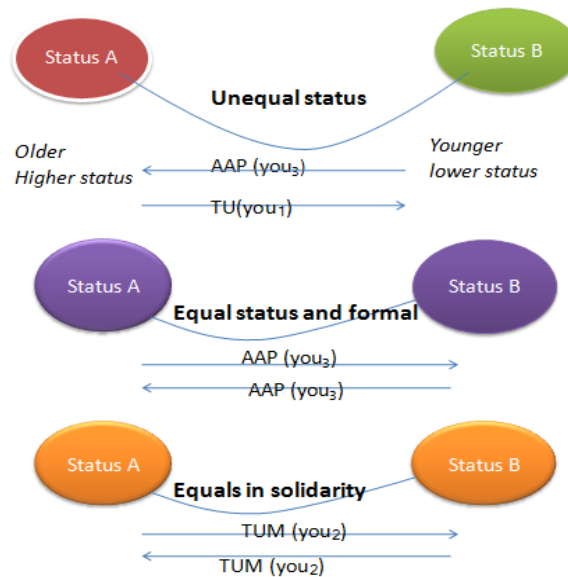 Status A
Status B
Unequal status
Older
Higher status
Younger
lower status
AAP (you₃)
TU(you₁)
Status A
Status B
Equal status and formal
AAP (you₃)
AAP (you₃)
Status A
Status B
Equals in solidarity
TUM (you₂)
TUM (you₂)